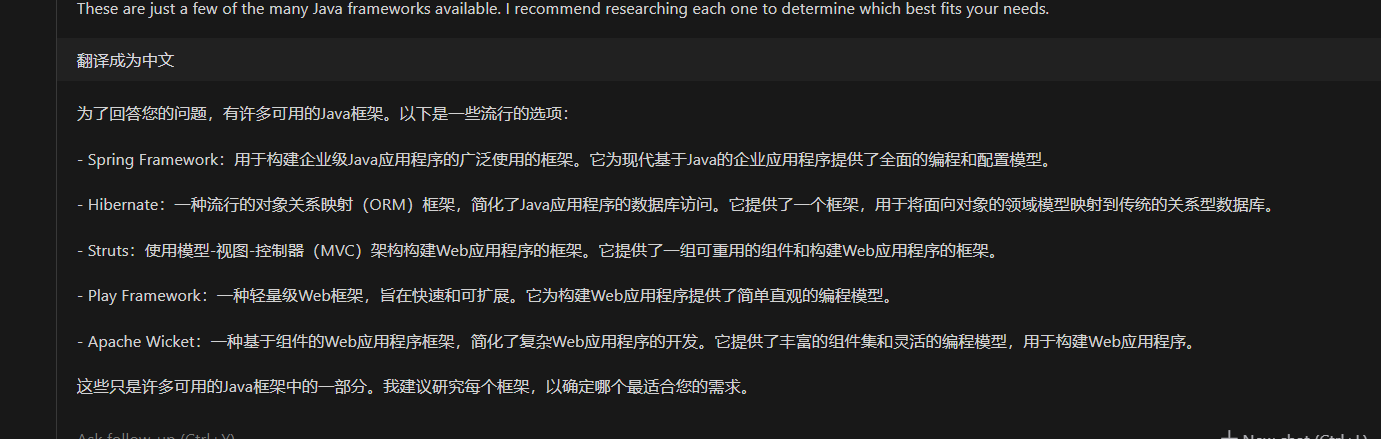 These are just a few of the many Java frameworks available. I recommend researching each one to determine which best fits your needs.
翻译成为中文
为了回答您的问题，有许多可用的Java框架。以下是一些流行的选项：
- Spring Framework：用于构建企业级Java应用程序的广泛使用的框架。它为现代基于Java的企业应用程序提供了全面的编程和配置模型。
- Hibernate：一种流行的对象关系映射（ORM）框架，简化了Java应用程序的数据库访问。它提供了一个框架，用于将面向对象的领域模型映射到传统的关系型数据库。
- Struts：使用模型-视图-控制器（MVC）架构构建Web应用程序的框架。它提供了一组可重用的组件和构建Web应用程序的框架。
- Play Framework：一种轻量级Web框架，旨在快速和可扩展。它为构建Web应用程序提供了简单直观的编程模型。
- Apache Wicket：一种基于组件的Web应用程序框架，简化了复杂Web应用程序的开发。它提供了丰富的组件集和灵活的编程模型，用于构建Web应用程序。
这些只是许多可用的Java框架中的一部分。我建议研究每个框架，以确定哪个最适合您的需求。
Ask follow-up (Ctrl+Y)
New chat (Ctrl+L)